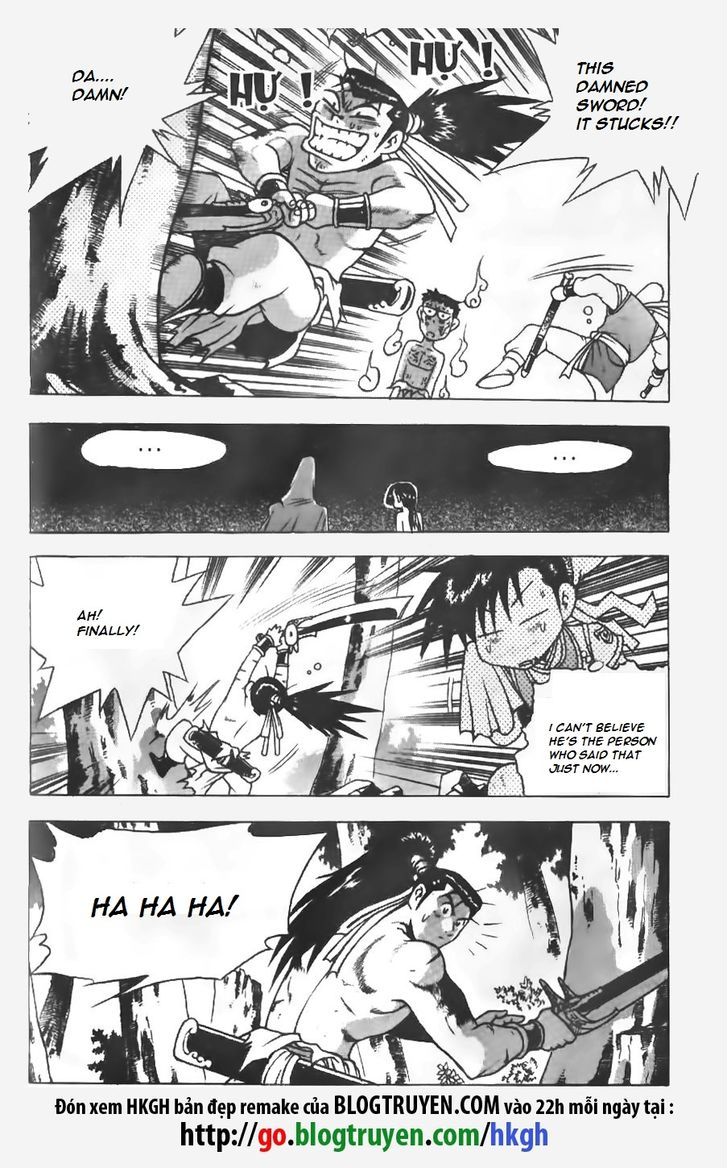 DA....
DAMN!
HỰ !
HỰ !
THIS
DAMNED
SWORD!
IT STUCKS!!
...
...
AH!
FINALLY!
I CAN'T BELIEVE
HE'S THE PERSON
WHO SAID THAT
JUST NOW...
HA HA HA!
Đón xem HKGH bản đẹp remake của BLOGTRUYEN.COM vào 22h mỗi ngày tại :
http://go.blogtruyen.com/hkgh